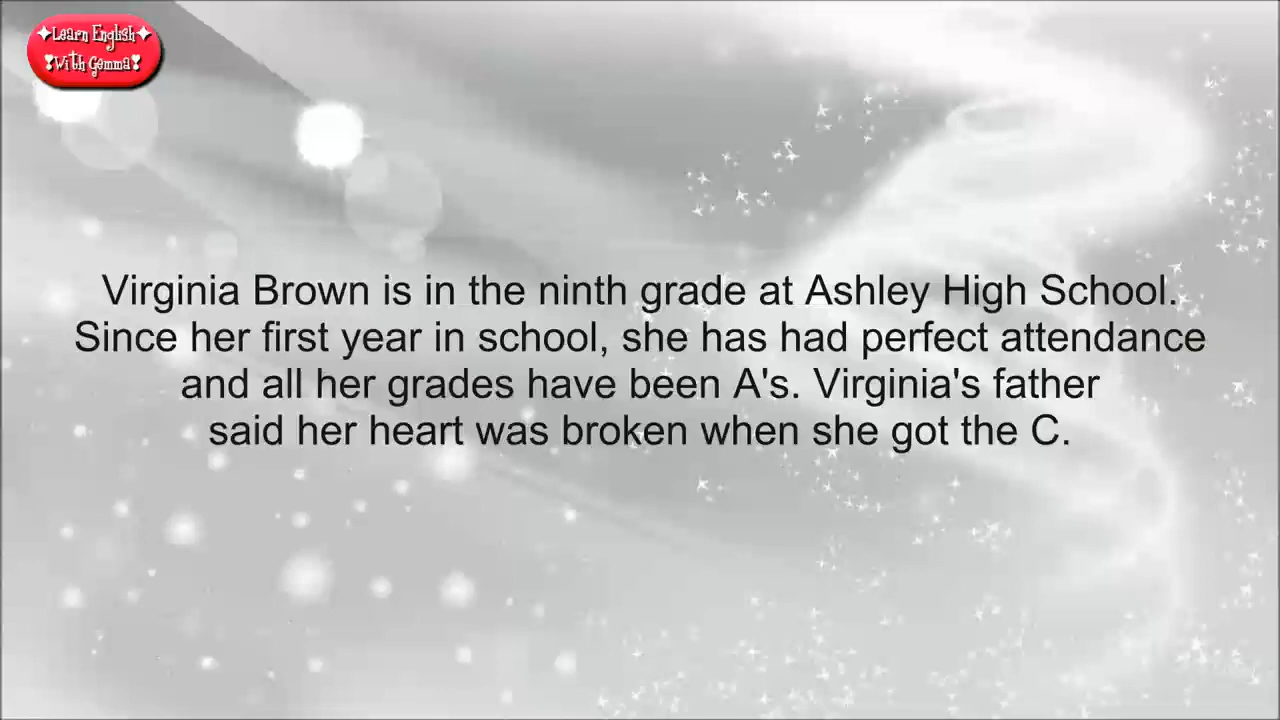 ✦Learn English✦
❣With Gemma❣
Virginia Brown is in the ninth grade at Ashley High School.
Since her first year in school, she has had perfect attendance
and all her grades have been A's. Virginia's father
said her heart was broken when she got the C.